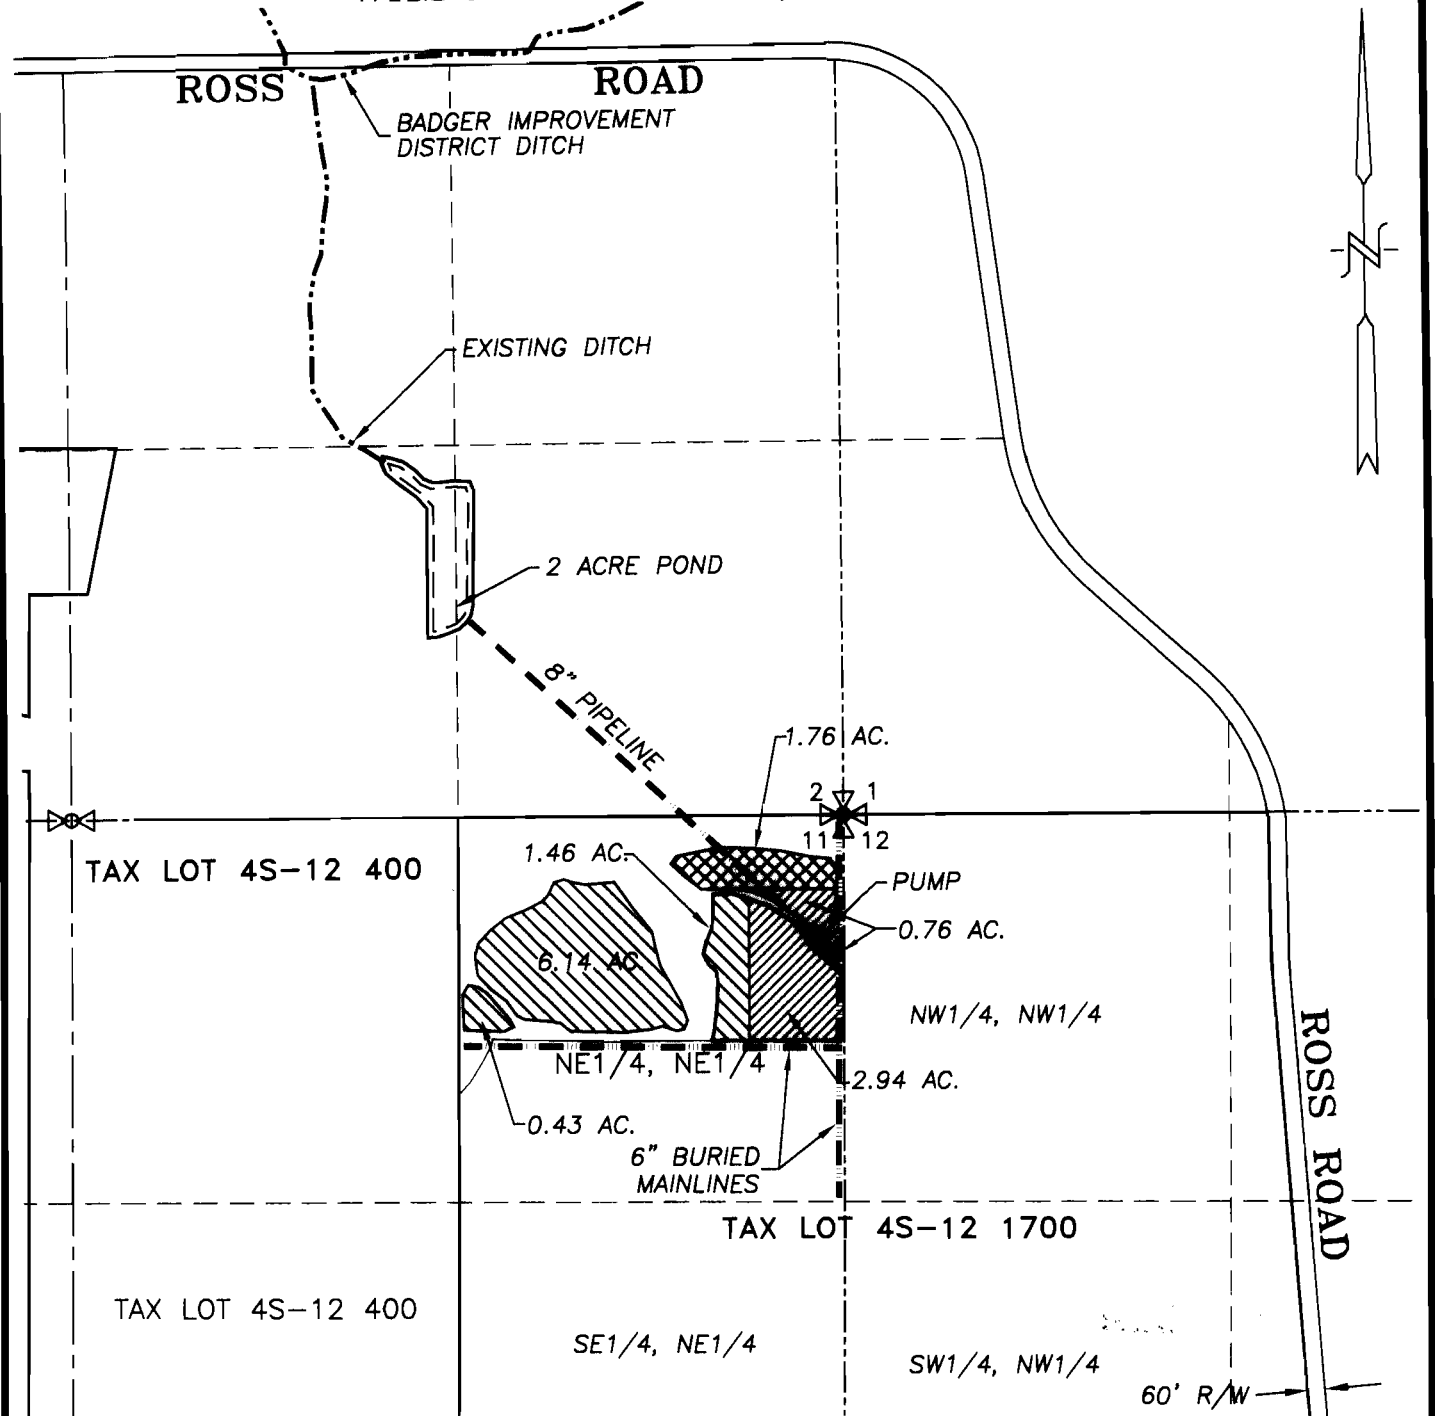 ROSS ROAD
BADGER IMPROVEMENT
DISTRICT DITCH
N
EXISTING DITCH
2 ACRE POND
8" PIPELINE
1.76 AC.
2 1
11 12
1.46 AC.
TAX LOT 4S-12 400
PUMP
0.76 AC.
6.14 AC.
NW1/4, NW1/4
ROSS ROAD
NE1/4, NE1/4
2.94 AC.
0.43 AC.
6" BURIED
MAINLINES
TAX LOT 4S-12 1700
TAX LOT 4S-12 400
SE1/4, NE1/4
SW1/4, NW1/4
60' R/W